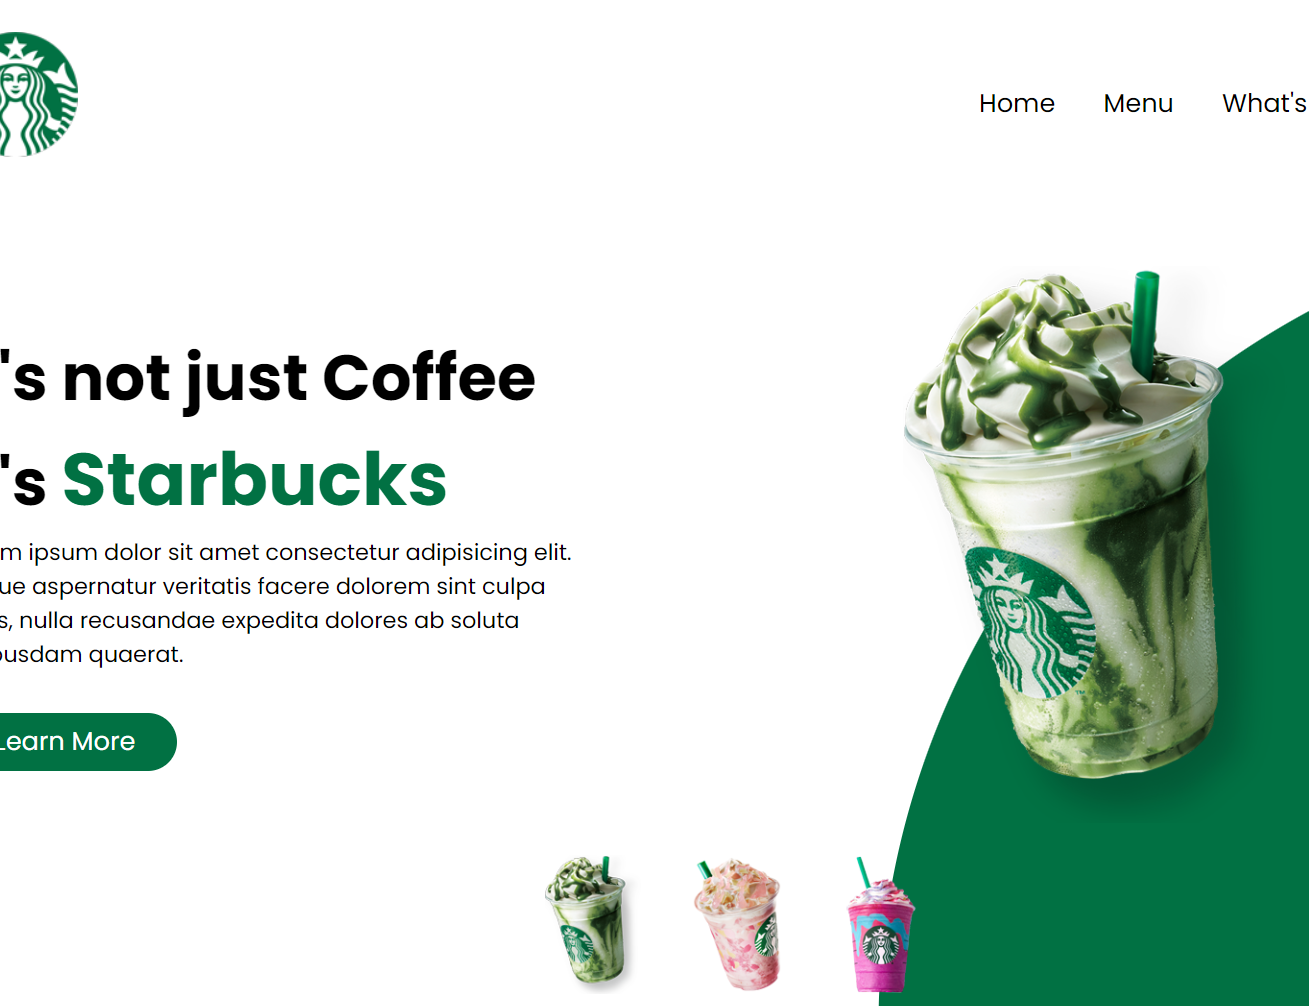 Home Menu What's
's not just Coffee
's Starbucks
m ipsum dolor sit amet consectetur adipisicing elit.
ue aspernatur veritatis facere dolorem sint culpa
s, nulla recusandae expedita dolores ab soluta
ousdam quaerat.
Learn More